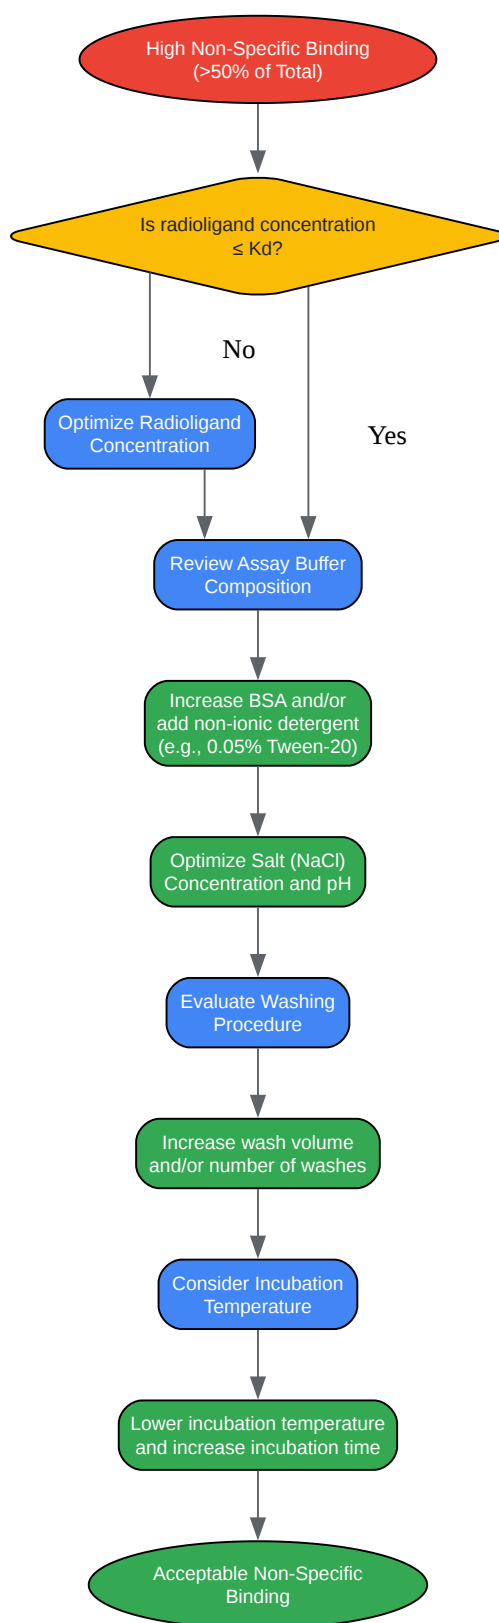 High Non-Specific Binding
(>50% of Total)
Is radioligand concentration
≤ Kd?
No
Optimize Radioligand
Concentration
Yes
Review Assay Buffer
Composition
Increase BSA and/or
add non-ionic detergent
(e.g., 0.05% Tween-20)
Optimize Salt (NaCl)
Concentration and pH
Evaluate Washing
Procedure
Increase wash volume
and/or number of washes
Consider Incubation
Temperature
Lower incubation temperature
and increase incubation time
Acceptable Non-Specific
Binding